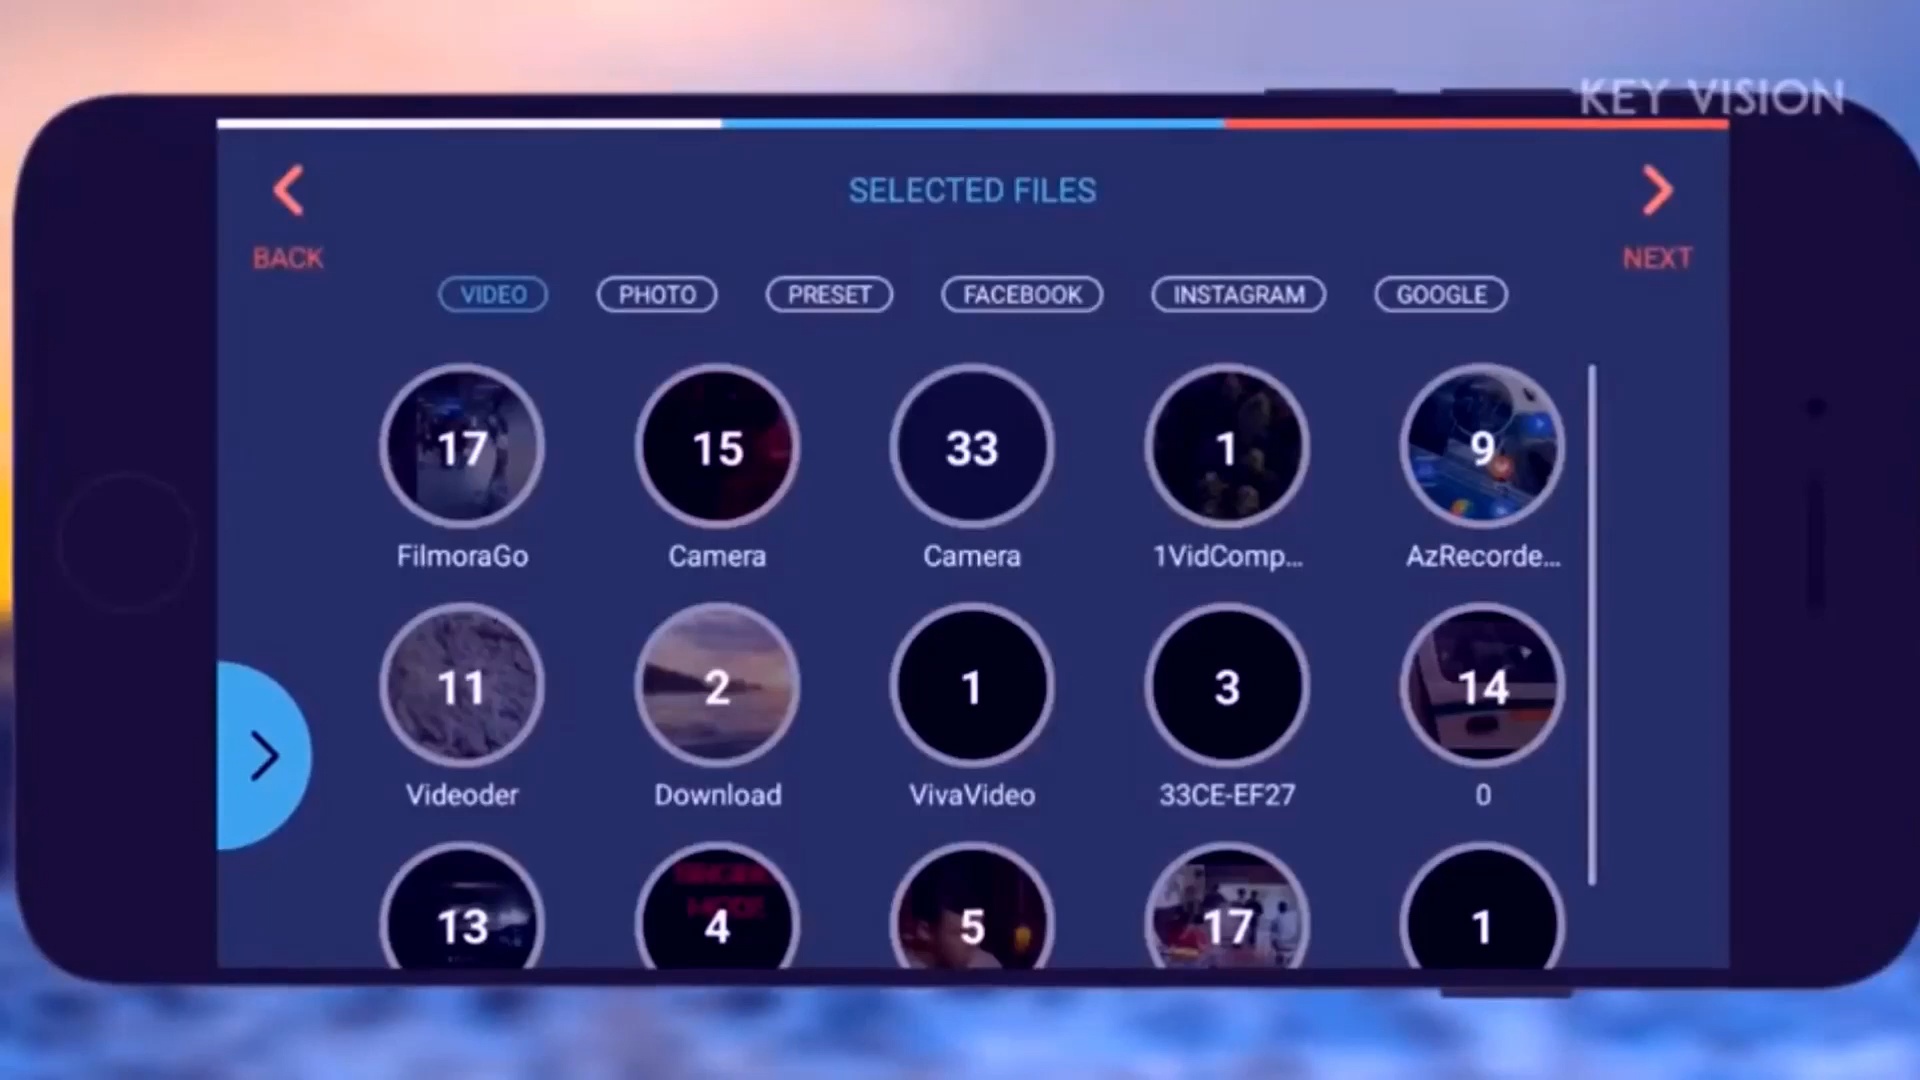 KEY VISION
SELECTED FILES
BACK
NEXT
VIDEO PHOTO PRESET FACEBOOK INSTAGRAM GOOGLE
17 15 33 1 9
FilmoraGo Camera Camera 1VidComp... AzRecorde...
11 2 1 3 14
Videoder Download VivaVideo 33CE-EF27 0
13 4 5 17 1